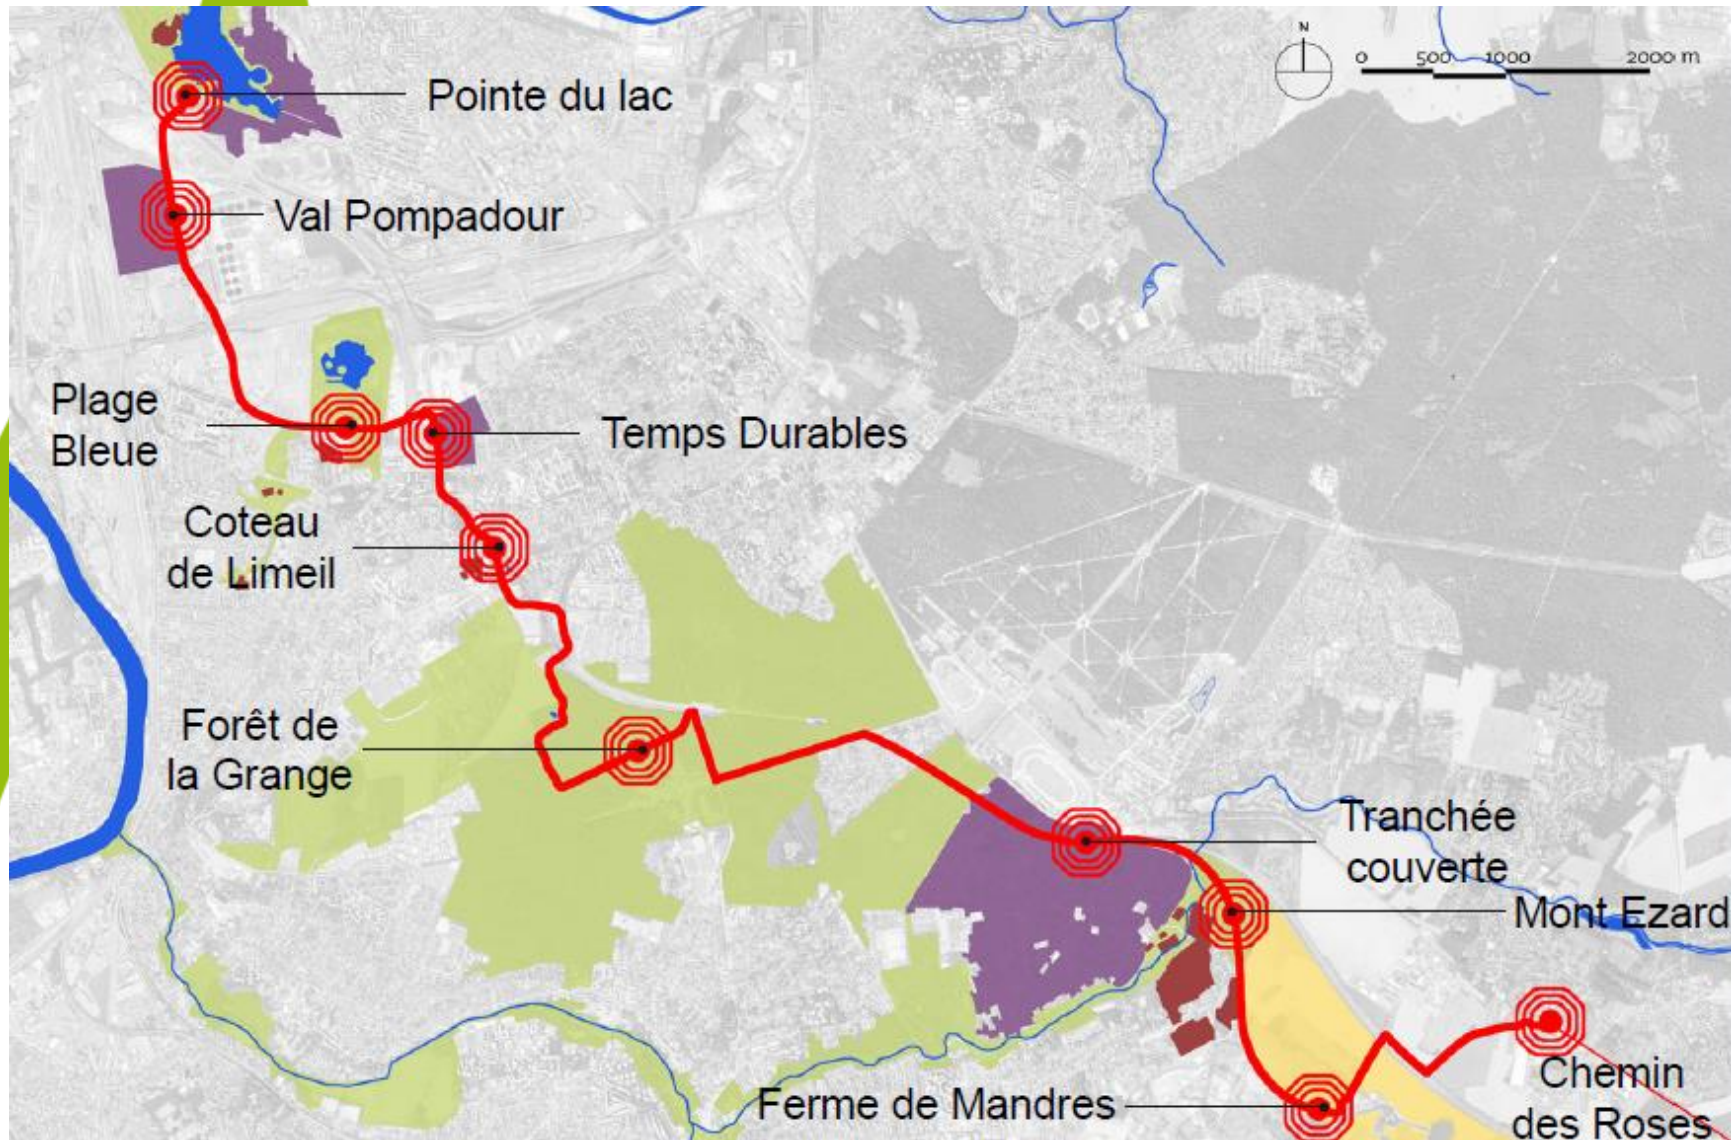 N
0 500 1000 2000 m
Pointe du lac
Val Pompadour
Plage
Bleue
Temps Durables
Coteau
de Limeil
Forêt de
la Grange
Tranchée
couverte
Mont Ezard
Ferme de Mandres
Chemin
des Roses